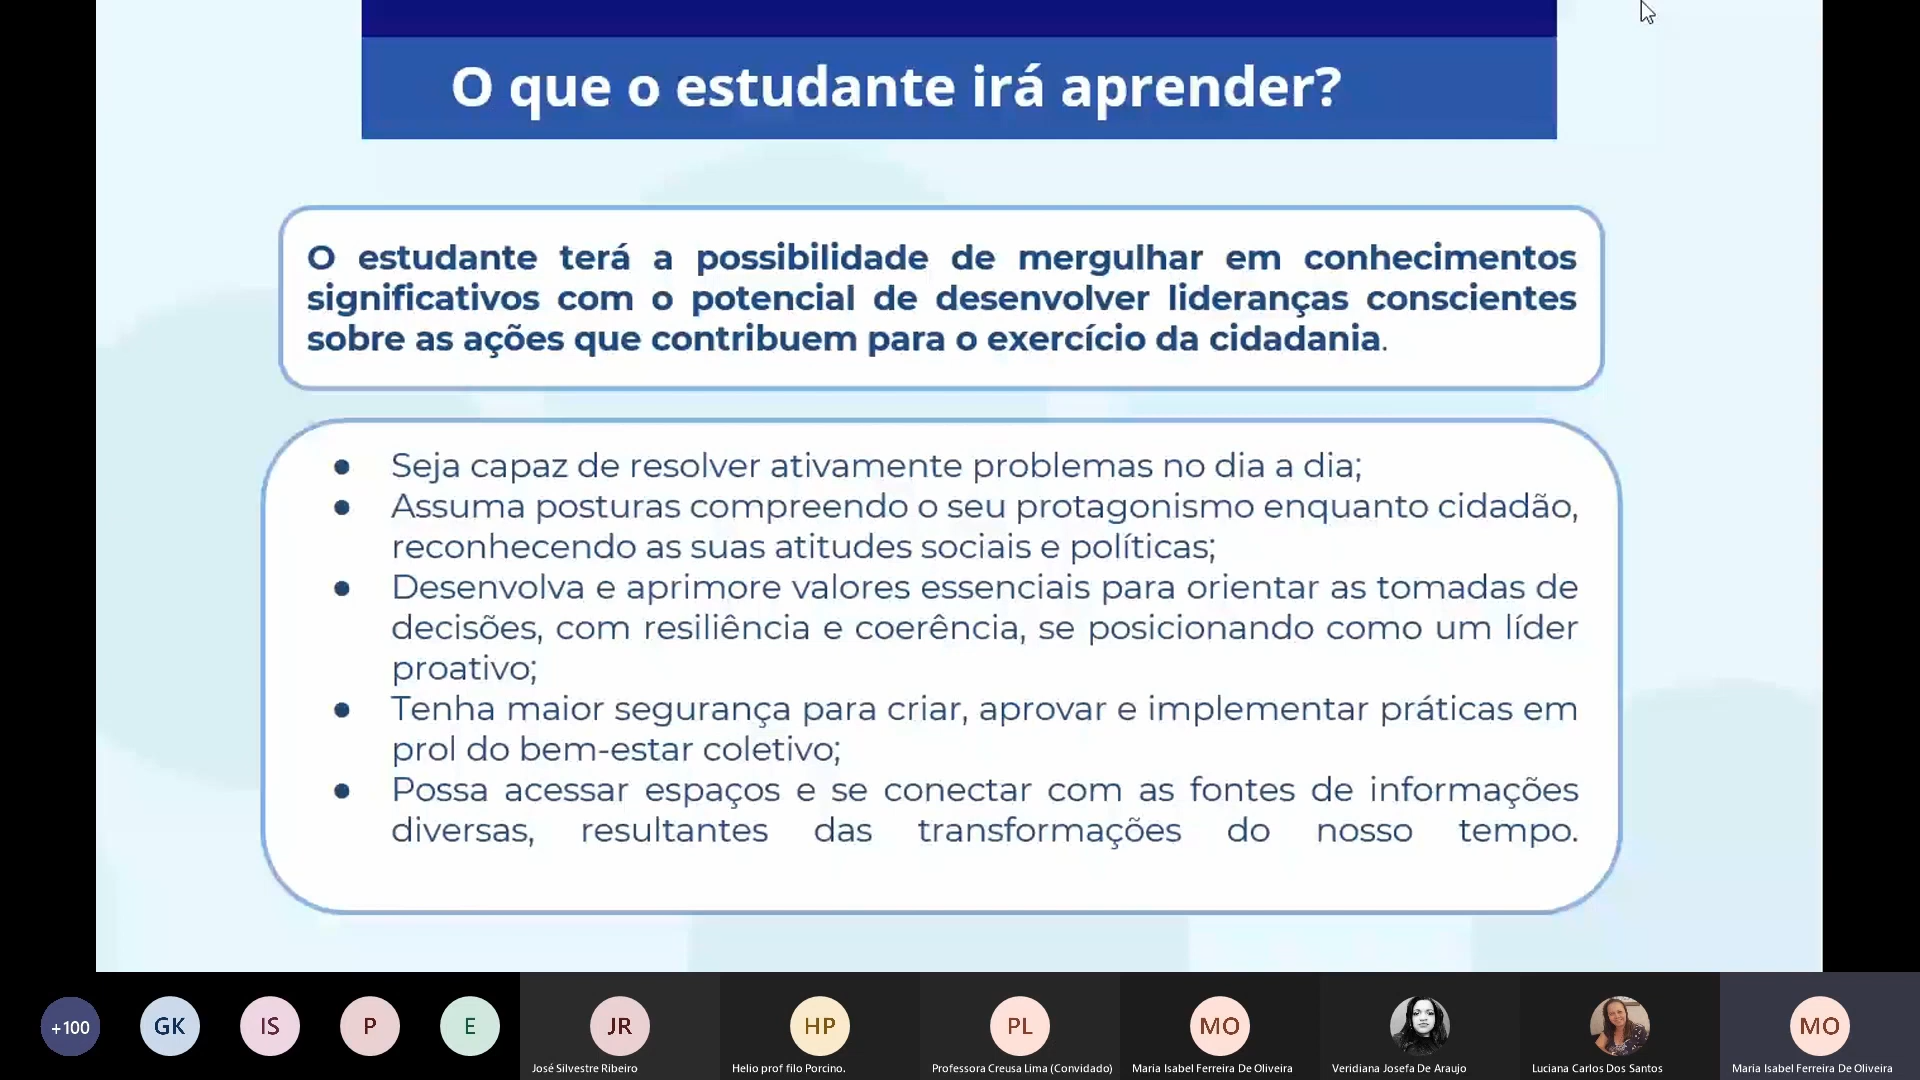 O que o estudante irá aprender?
O estudante terá a possibilidade de mergulhar em conhecimentos
significativos com o potencial de desenvolver lideranças conscientes
sobre as ações que contribuem para o exercício da cidadania.
● Seja capaz de resolver ativamente problemas no dia a dia;
● Assuma posturas compreendo o seu protagonismo enquanto cidadão,
reconhecendo as suas atitudes sociais e políticas;
● Desenvolva e aprimore valores essenciais para orientar as tomadas de
decisões, com resiliência e coerência, se posicionando como um líder
proativo;
● Tenha maior segurança para criar, aprovar e implementar práticas em
prol do bem-estar coletivo;
● Possa acessar espaços e se conectar com as fontes de informações
diversas, resultantes das transformações do nosso tempo.
+100
GK
IS
P
E
JR
José Silvestre Ribeiro
HP
Helio prof filo Porcino.
PL
Professora Creusa Lima (Convidado)
MO
Maria Isabel Ferreira De Oliveira
Veridiana Josefa De Araujo
Luciana Carlos Dos Santos
MO
Maria Isabel Ferreira De Oliveira